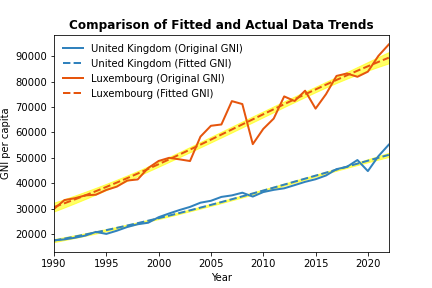 Comparison of Fitted and Actual Data Trends
United Kingdom (Original GNI)
United Kingdom (Fitted GNI)
Luxembourg (Original GNI)
Luxembourg (Fitted GNI)
GNI per capita
90000
80000
70000
60000
50000
40000
30000
20000
1990 1995 2000 2005 2010 2015 2020
Year